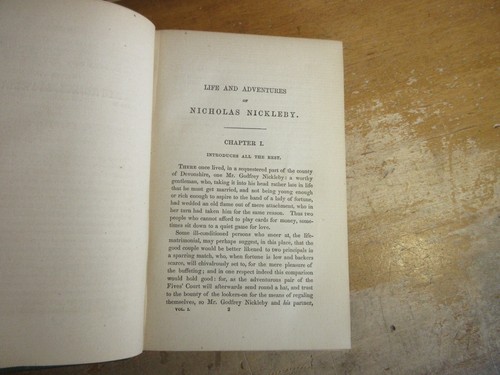 LIFE AND ADVENTURES
OF
NICHOLAS NICKLEBY.
CHAPTER I.
INTRODUCES ALL THE REST.
THERE once lived, in a sequestered part of the county
of Devonshire, one Mr. Godfrey Nickleby: a worthy
gentleman, who, taking it into his head rather late in life
that he must get married, and not being young enough
or rich enough to aspire to the hand of a lady of fortune,
had wedded an old flame out of mere attachment, who in
her turn had taken him for the same reason. Thus two
people who cannot afford to play cards for money, some-
times sit down to a quiet game for love.
Some ill-conditioned persons who sneer at the life-
matrimonial, may perhaps suggest, in this place, that the
good couple would be better likened to two principals in
a sparring match, who, when fortune is low and backers
scarce, will chivalrously set to, for the mere pleasure of
the buffeting; and in one respect indeed this comparison
would hold good: for, as the adventurous pair of the
Fives' Court will afterwards send round a hat, and trust
to the bounty of the lookers-on for the means of regaling
themselves, so Mr. Godfrey Nickleby and his partner,
VOL. I.